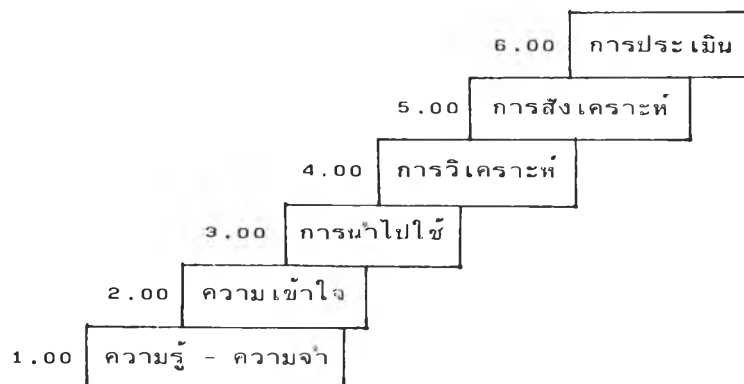 6.00 การประเมิน
5.00 การสังเคราะห์
4.00 การวิเคราะห์
3.00 การนำไปใช้
2.00 ความเข้าใจ
1.00 ความรู้ - ความจำ